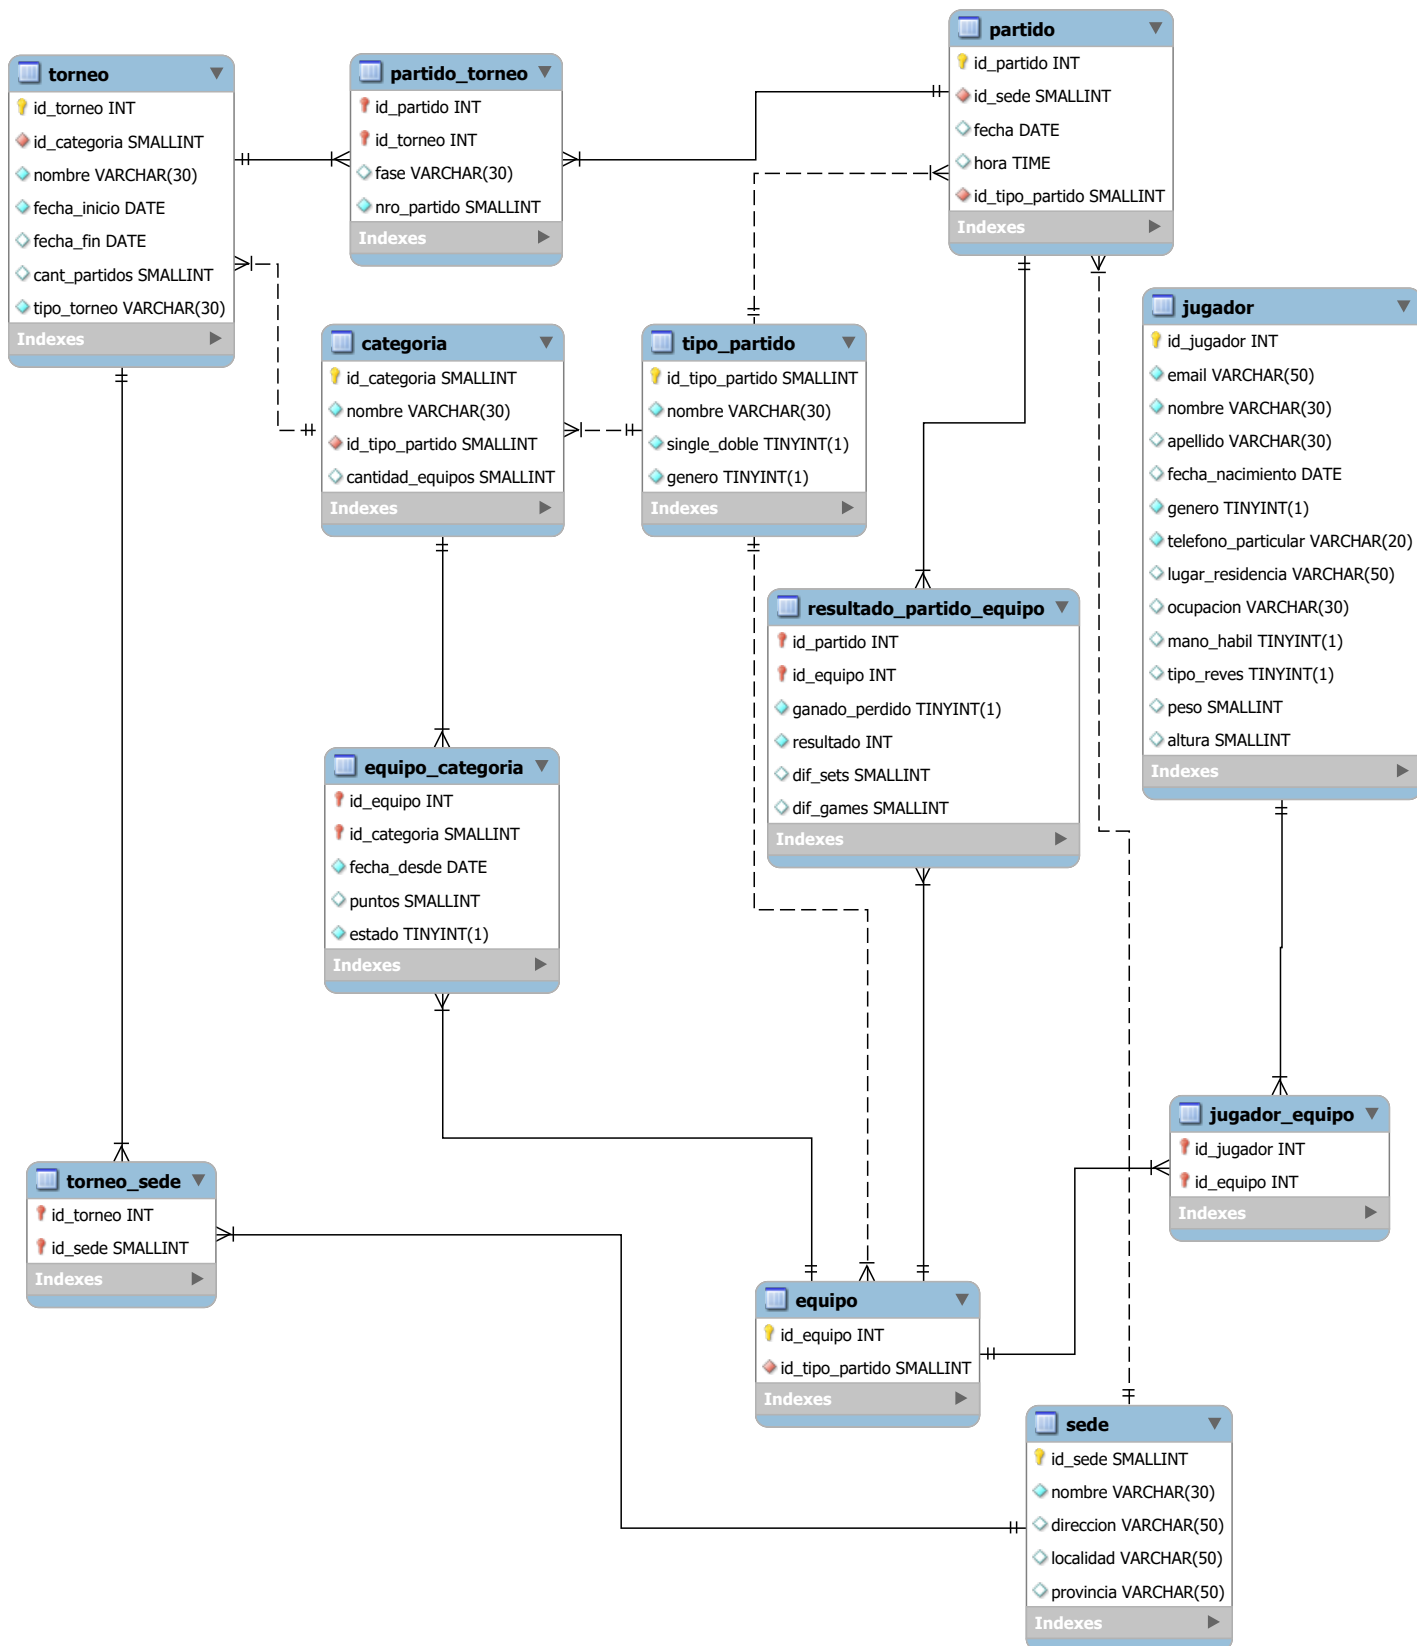 torneo
id_torneo INT
id_categoria SMALLINT
nombre VARCHAR(30)
fecha_inicio DATE
fecha_fin DATE
cant_partidos SMALLINT
tipo_torneo VARCHAR(30)
Indexes
partido_torneo
id_partido INT
id_torneo INT
fase VARCHAR(30)
nro_partido SMALLINT
Indexes
partido
id_partido INT
id_sede SMALLINT
fecha DATE
hora TIME
id_tipo_partido SMALLINT
Indexes
categoria
id_categoria SMALLINT
nombre VARCHAR(30)
id_tipo_partido SMALLINT
cantidad_equipos SMALLINT
Indexes
tipo_partido
id_tipo_partido SMALLINT
nombre VARCHAR(30)
single_doble TINYINT(1)
genero TINYINT(1)
Indexes
jugador
id_jugador INT
email VARCHAR(50)
nombre VARCHAR(30)
apellido VARCHAR(30)
fecha_nacimiento DATE
genero TINYINT(1)
telefono_particular VARCHAR(20)
lugar_residencia VARCHAR(50)
ocupacion VARCHAR(30)
mano_habil TINYINT(1)
tipo_reves TINYINT(1)
peso SMALLINT
altura SMALLINT
Indexes
resultado_partido_equipo
id_partido INT
id_equipo INT
ganado_perdido TINYINT(1)
resultado INT
dif_sets SMALLINT
dif_games SMALLINT
Indexes
equipo_categoria
id_equipo INT
id_categoria SMALLINT
fecha_desde DATE
puntos SMALLINT
estado TINYINT(1)
Indexes
jugador_equipo
id_jugador INT
id_equipo INT
Indexes
torneo_sede
id_torneo INT
id_sede SMALLINT
Indexes
equipo
id_equipo INT
id_tipo_partido SMALLINT
Indexes
sede
id_sede SMALLINT
nombre VARCHAR(30)
direccion VARCHAR(50)
localidad VARCHAR(50)
provincia VARCHAR(50)
Indexes